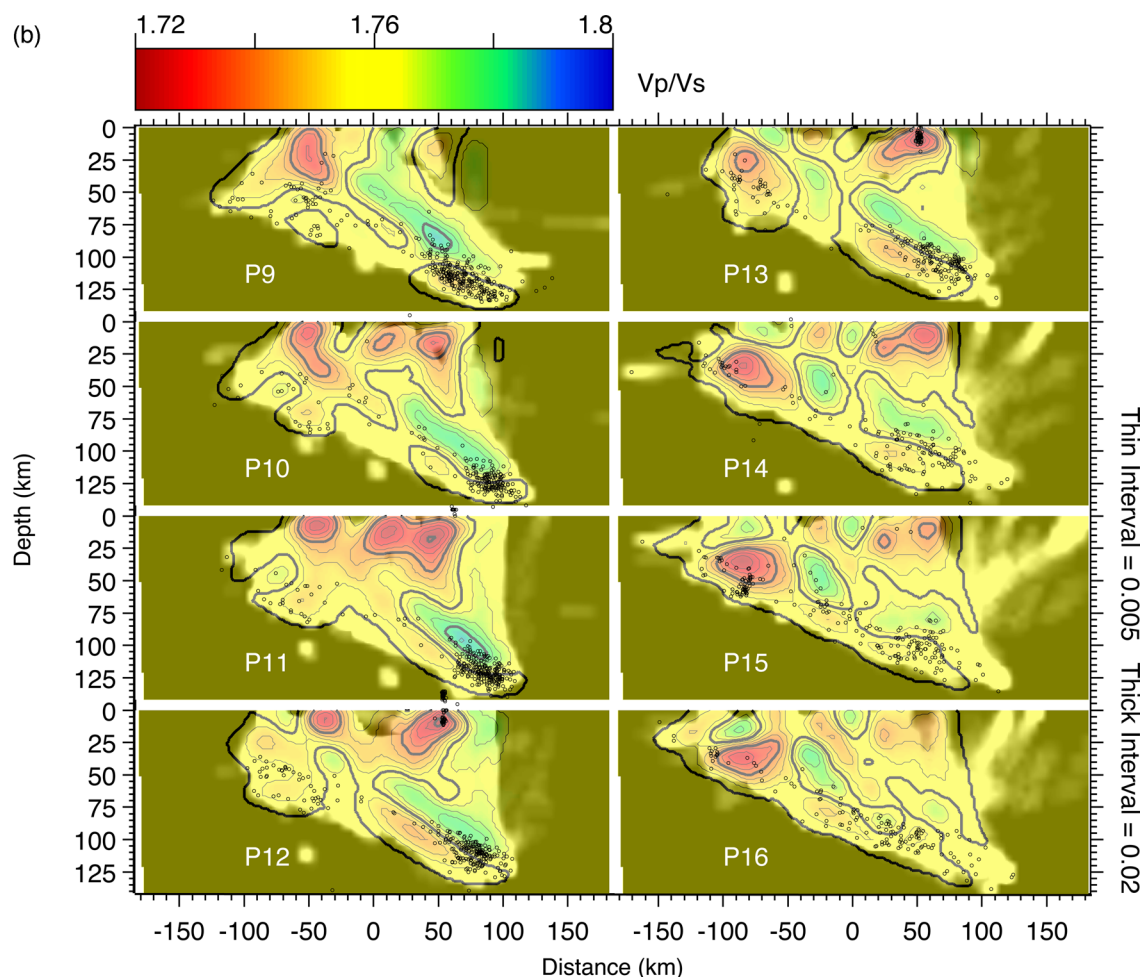 (b)
1.72 1.76 1.8
Vp/Vs
0
25
50
75
100
125
P9
P13
0
25
50
75
100
125
P10
P14
0
25
50
75
100
125
P11
P15
0
25
50
75
100
125
P12
P16
Depth (km)
Thin Interval = 0.005 Thick Interval = 0.02
-150 -100 -50 0 50 100 150 -150 -100 -50 0 50 100 150
Distance (km)